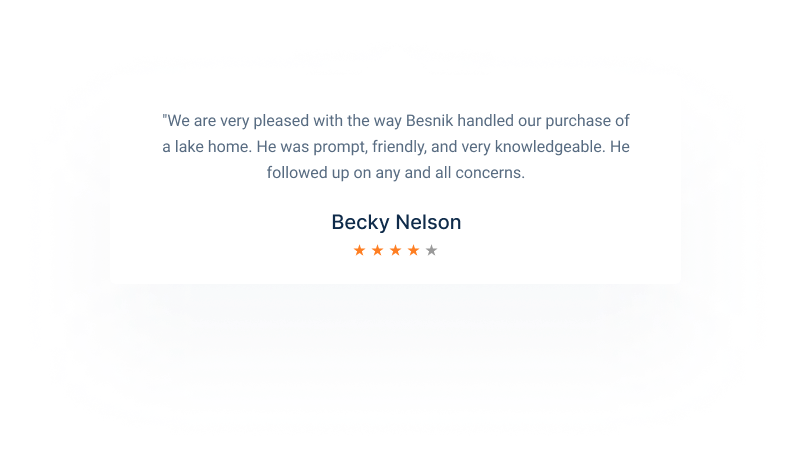 "We are very pleased with the way Besnik handled our purchase of
a lake home. He was prompt, friendly, and very knowledgeable. He
followed up on any and all concerns.
Becky Nelson